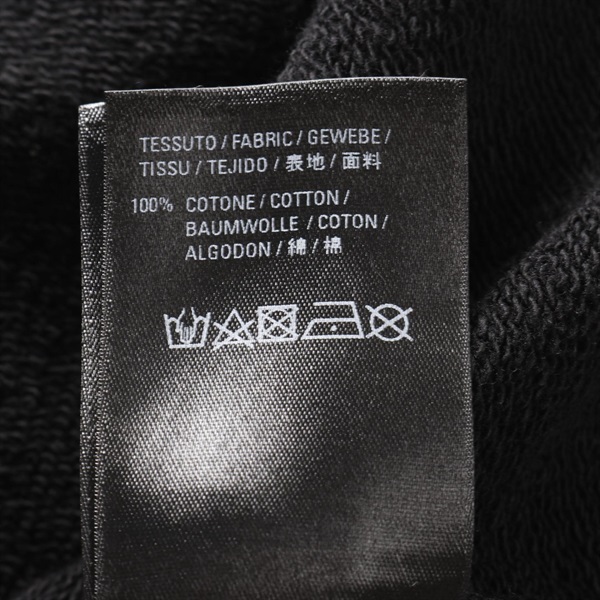 TESSUTO / FABRIC / GEWEBE /
TISSU / TEJIDO / 表地 / 面料
100% COTONE / COTTON /
BAUMWOLLE / COTON /
ALGODON / 綿 / 棉